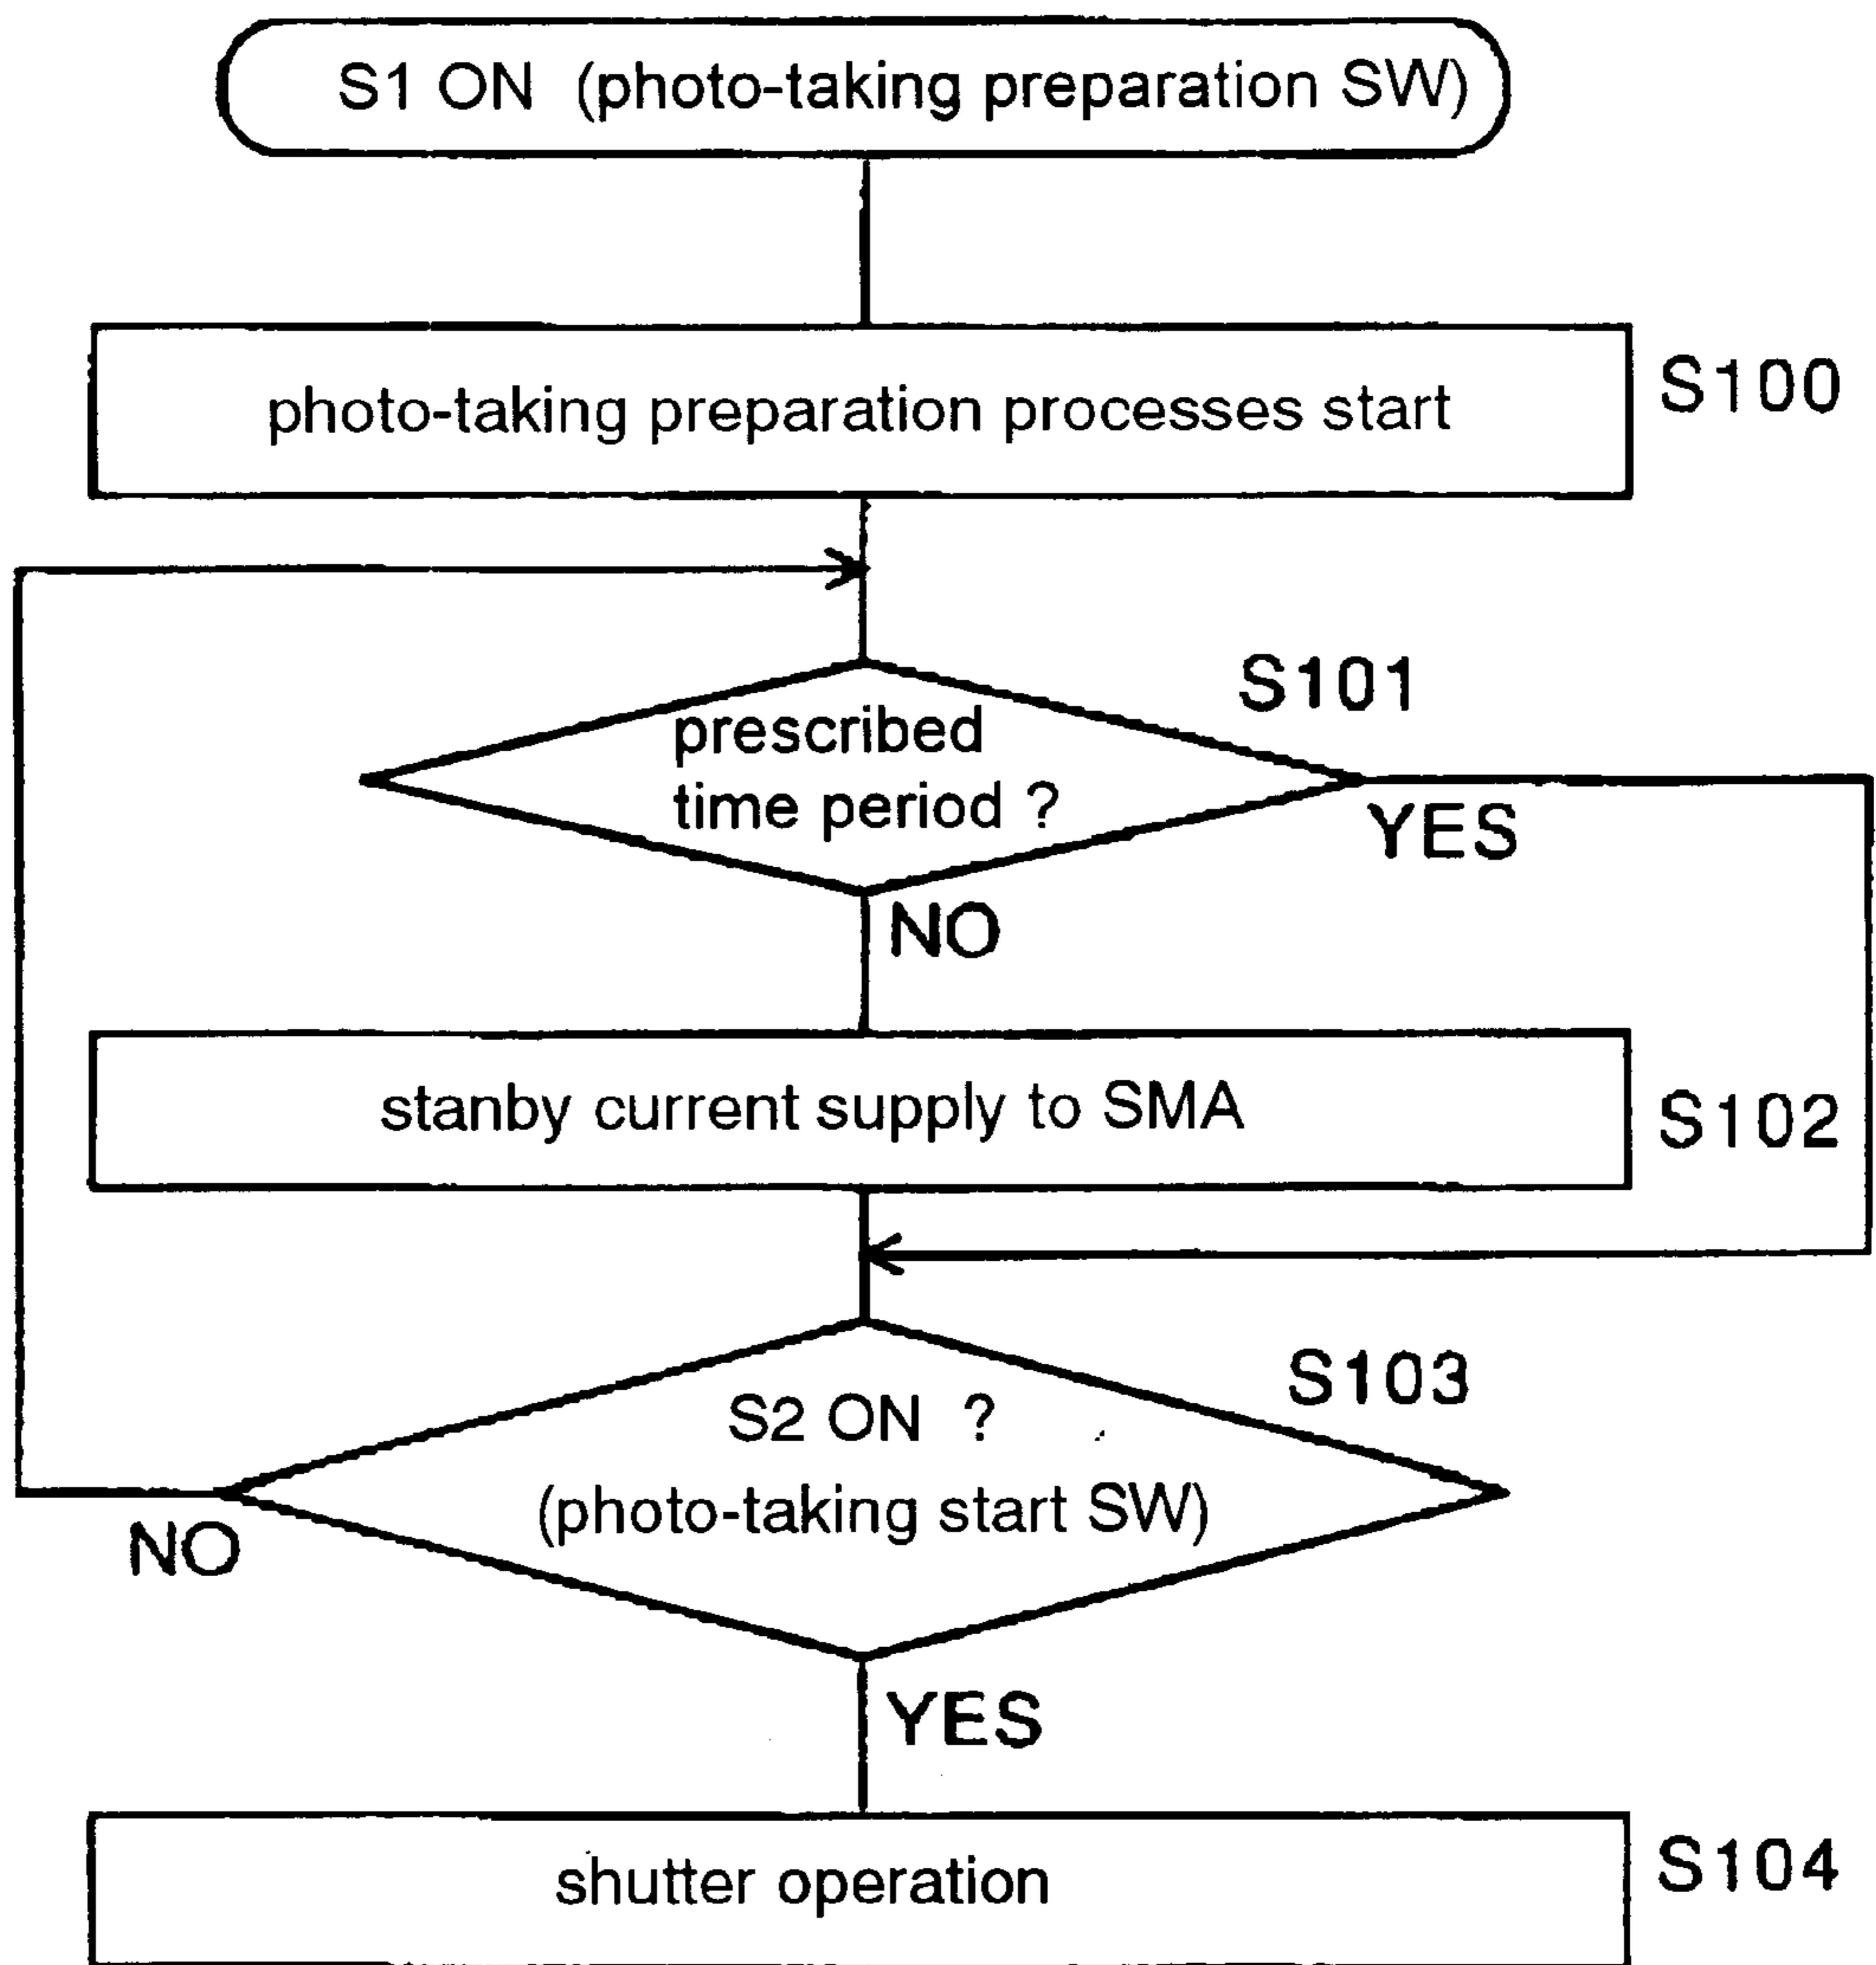 S1 ON (photo-taking preparation SW)
photo-taking preparation processes start
S100
S101
prescribed
time period ?
YES
NO
stanby current supply to SMA
S102
S103
S2 ON ?
(photo-taking start SW)
NO
YES
shutter operation
S104